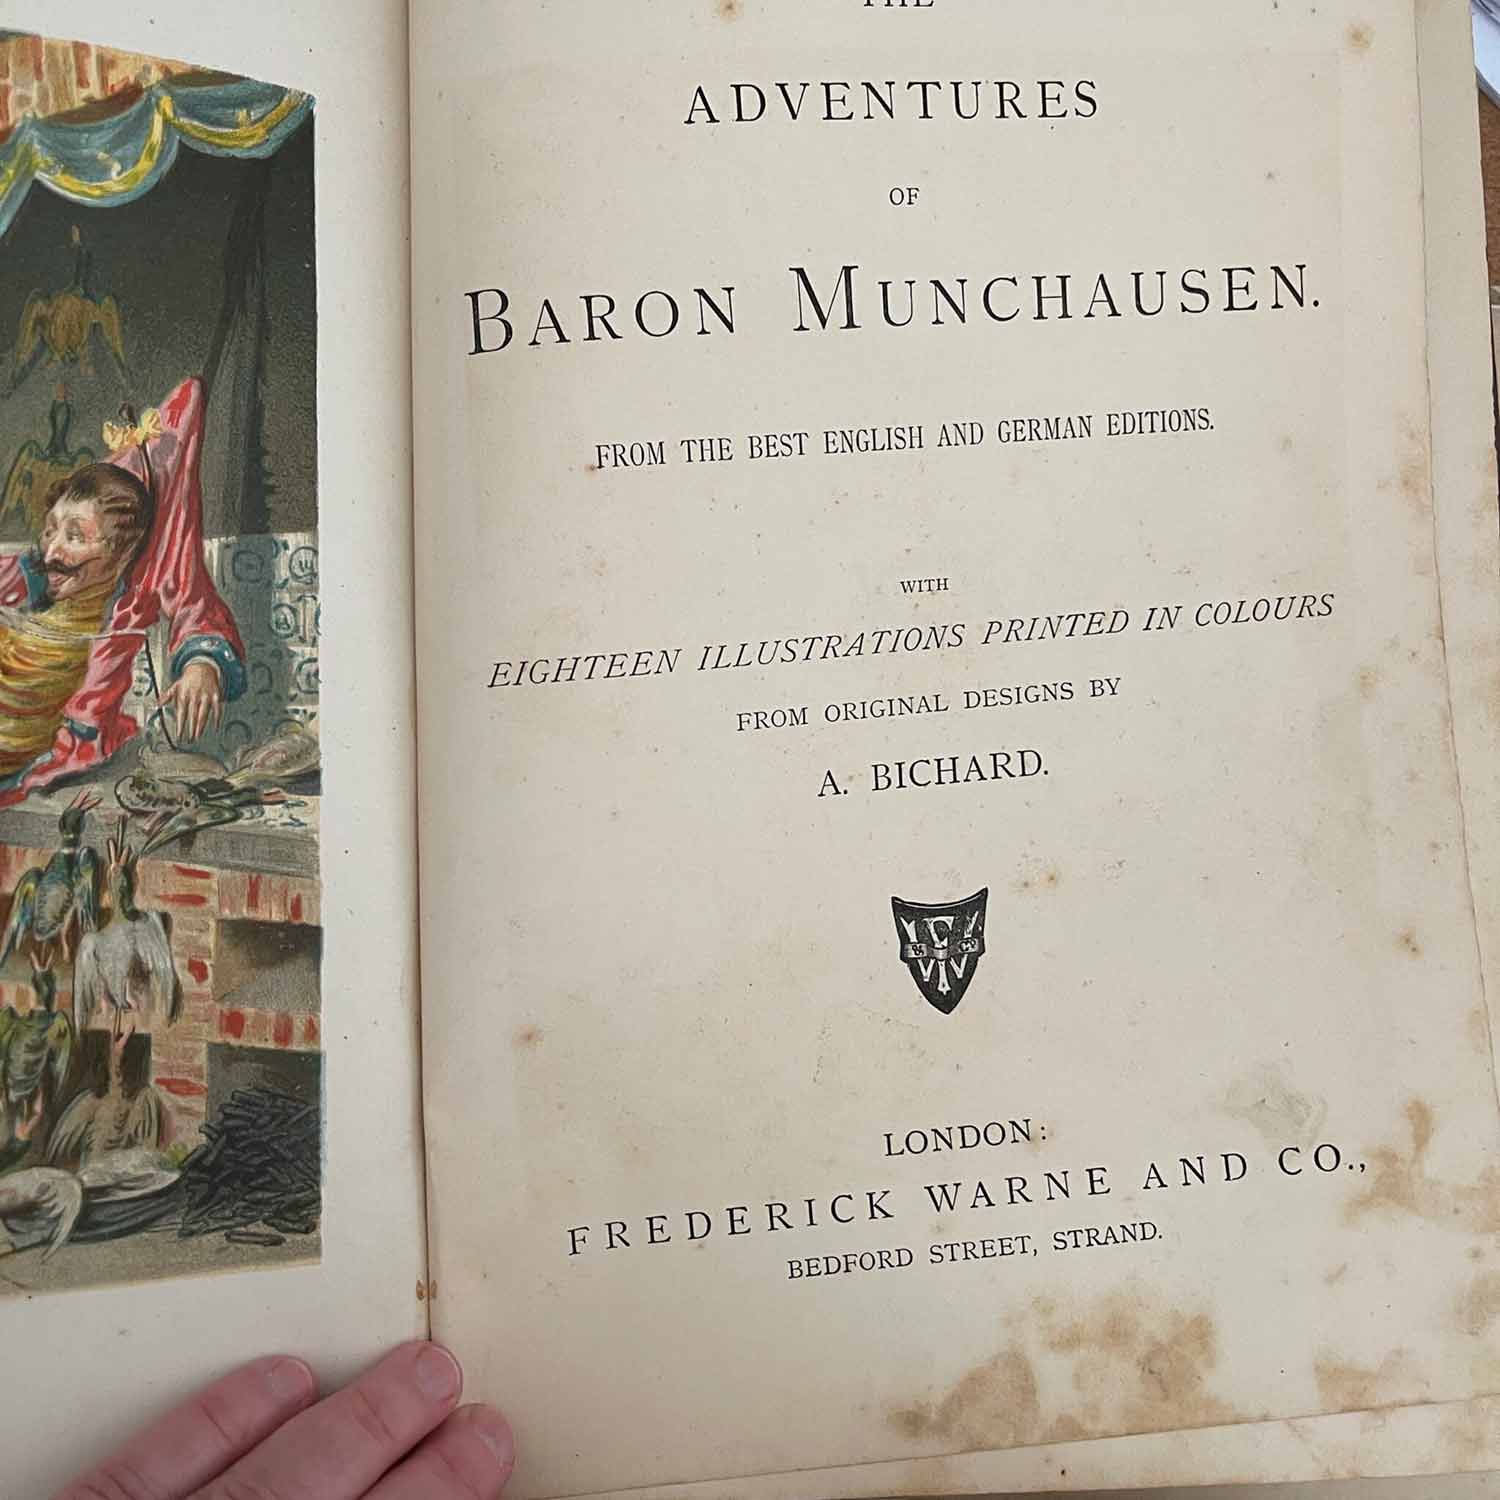 THE
ADVENTURES
OF
BARON MUNCHAUSEN.
FROM THE BEST ENGLISH AND GERMAN EDITIONS.
WITH
EIGHTEEN ILLUSTRATIONS PRINTED IN COLOURS
FROM ORIGINAL DESIGNS BY
A. BICHARD.
LONDON:
FREDERICK WARNE AND CO.,
BEDFORD STREET, STRAND.